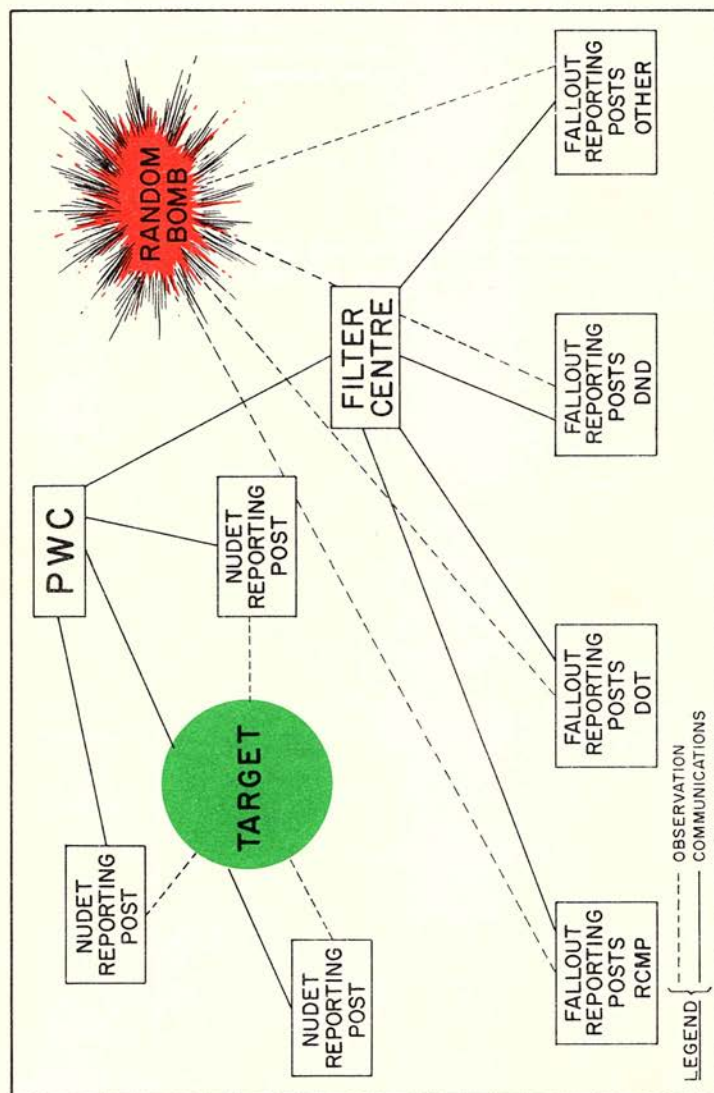 PWC
RANDOM
BOMB
NUDET
REPORTING
POST
NUDET
REPORTING
POST
TARGET
NUDET
REPORTING
POST
FILTER
CENTRE
FALLOUT
REPORTING
POSTS
RCMP
FALLOUT
REPORTING
POSTS
DOT
FALLOUT
REPORTING
POSTS
DND
FALLOUT
REPORTING
POSTS
OTHER
LEGEND
OBSERVATION
COMMUNICATIONS